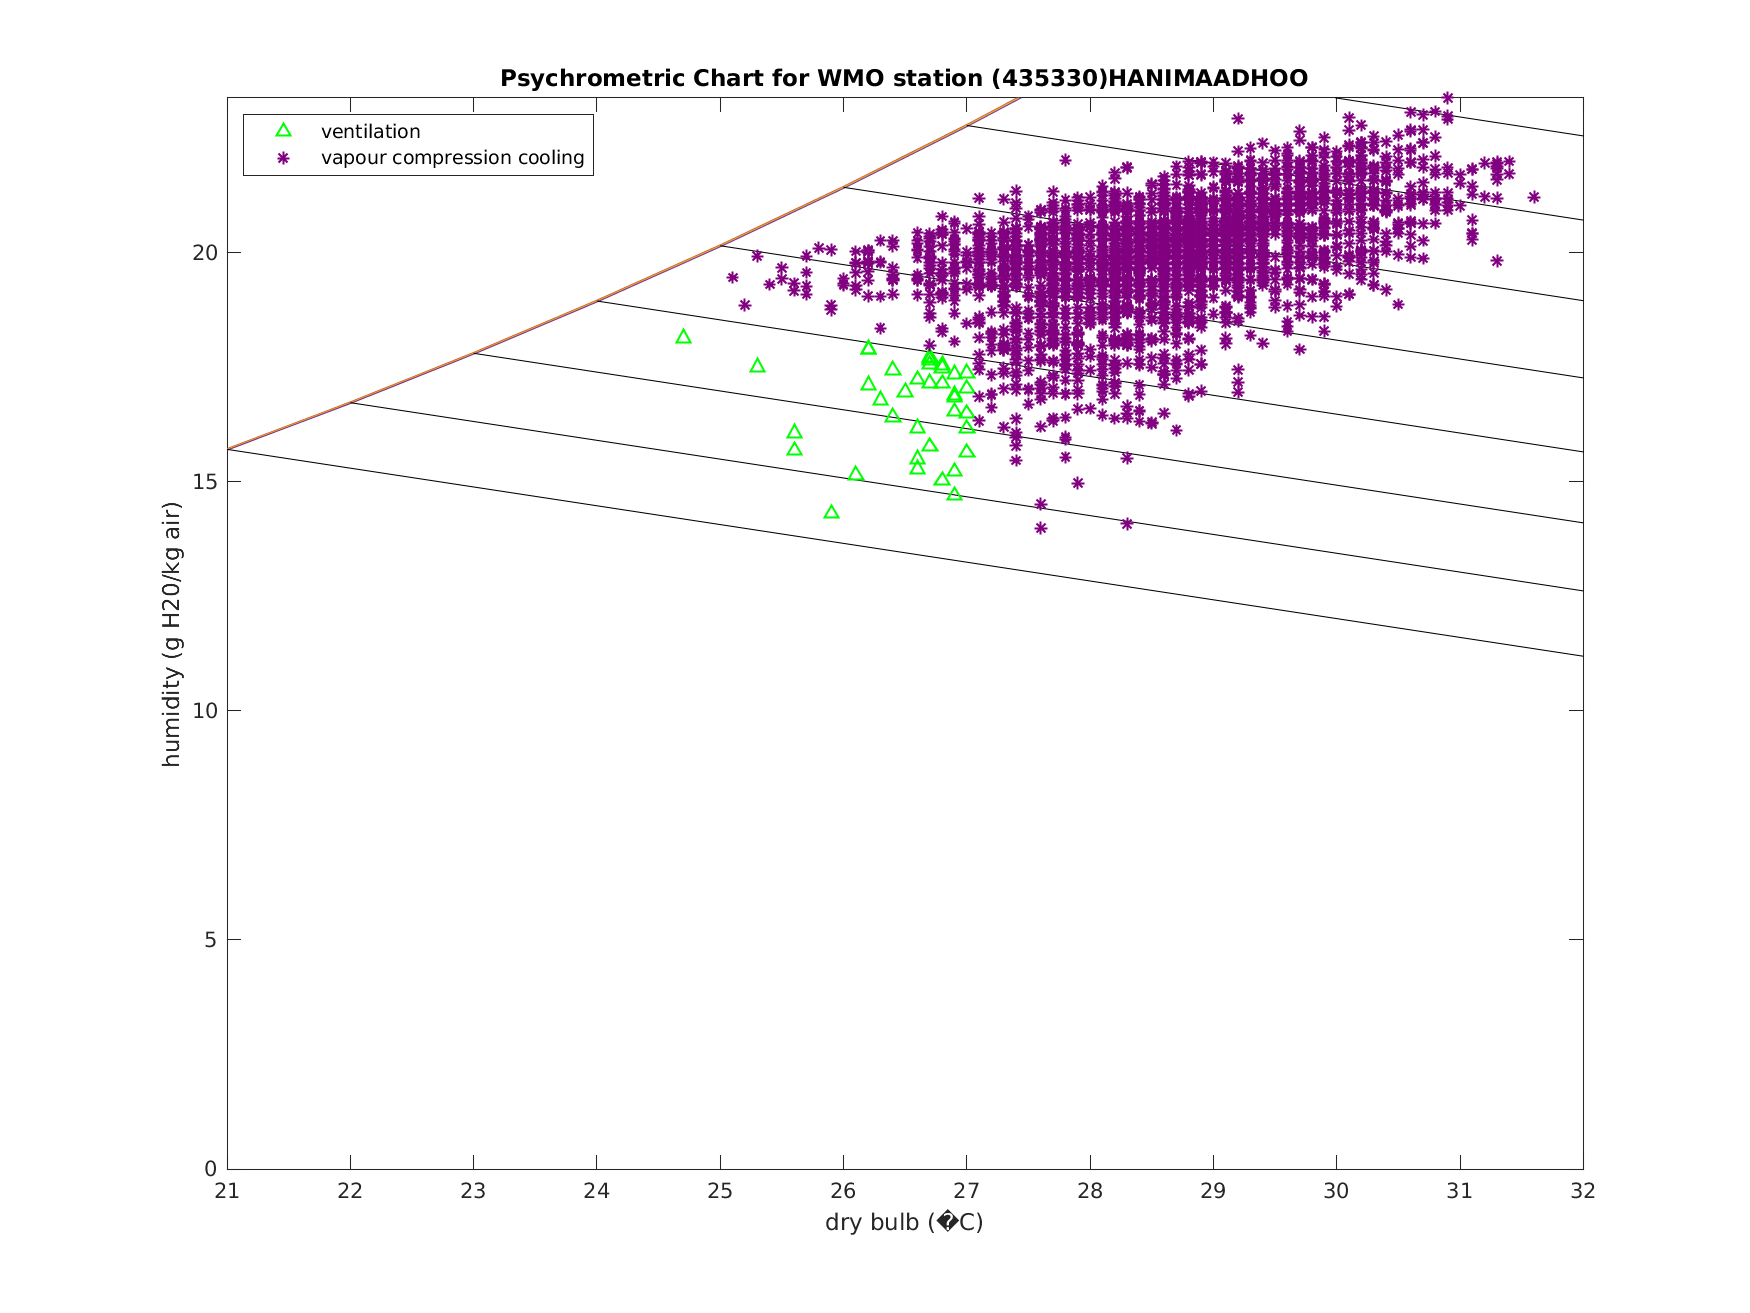 Psychrometric Chart for WMO station (435330)HANIMAADHOO
ventilation
vapour compression cooling
humidity (g H20/kg air)
20
15
10
5
0
21 22 23 24 25 26 27 28 29 30 31 32
dry bulb (�C)